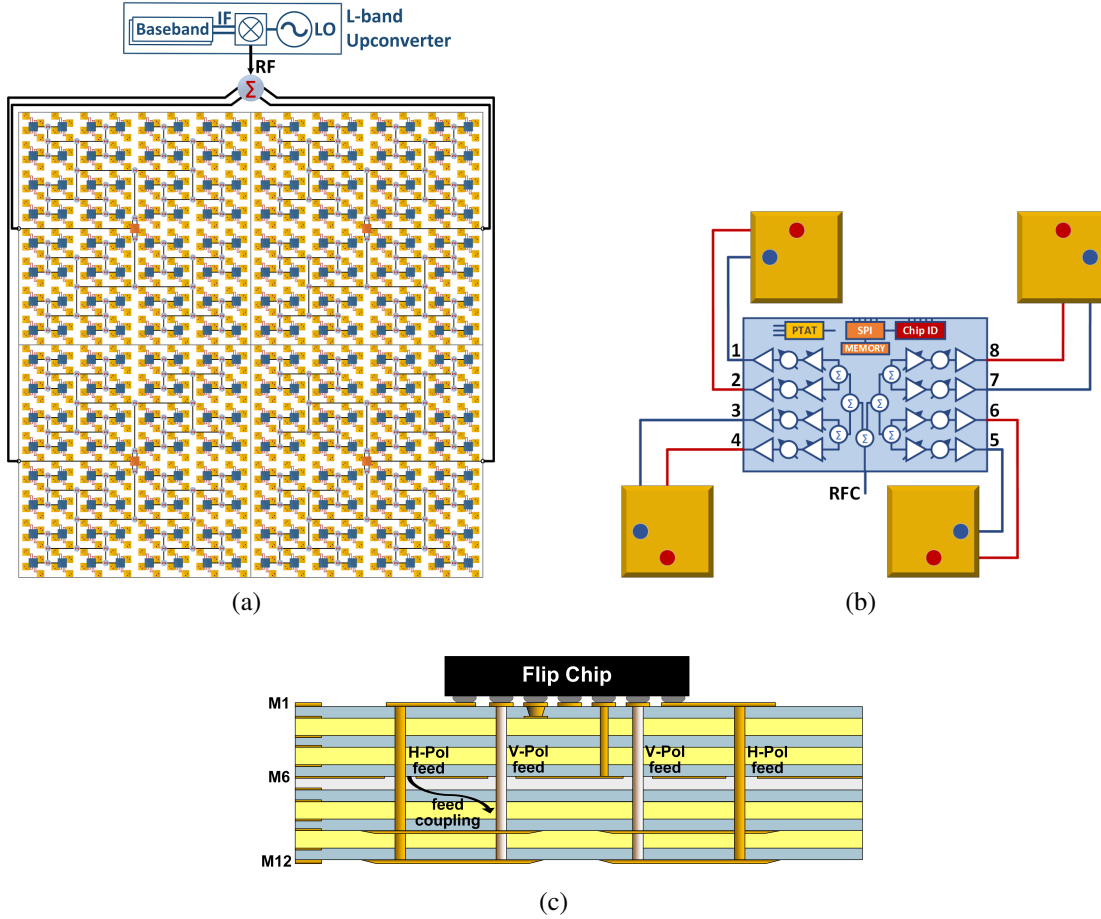 Baseband
IF
LO
L-band
Upconverter
RF
Σ
(a)
PTAT
SPI
Chip ID
MEMORY
1
2
3
4
8
7
6
5
Σ
Σ
Σ
Σ
Σ
Σ
Σ
RFC
(b)
Flip Chip
M1
H-Pol
feed
V-Pol
feed
V-Pol
feed
H-Pol
feed
M6
feed
coupling
M12
(c)